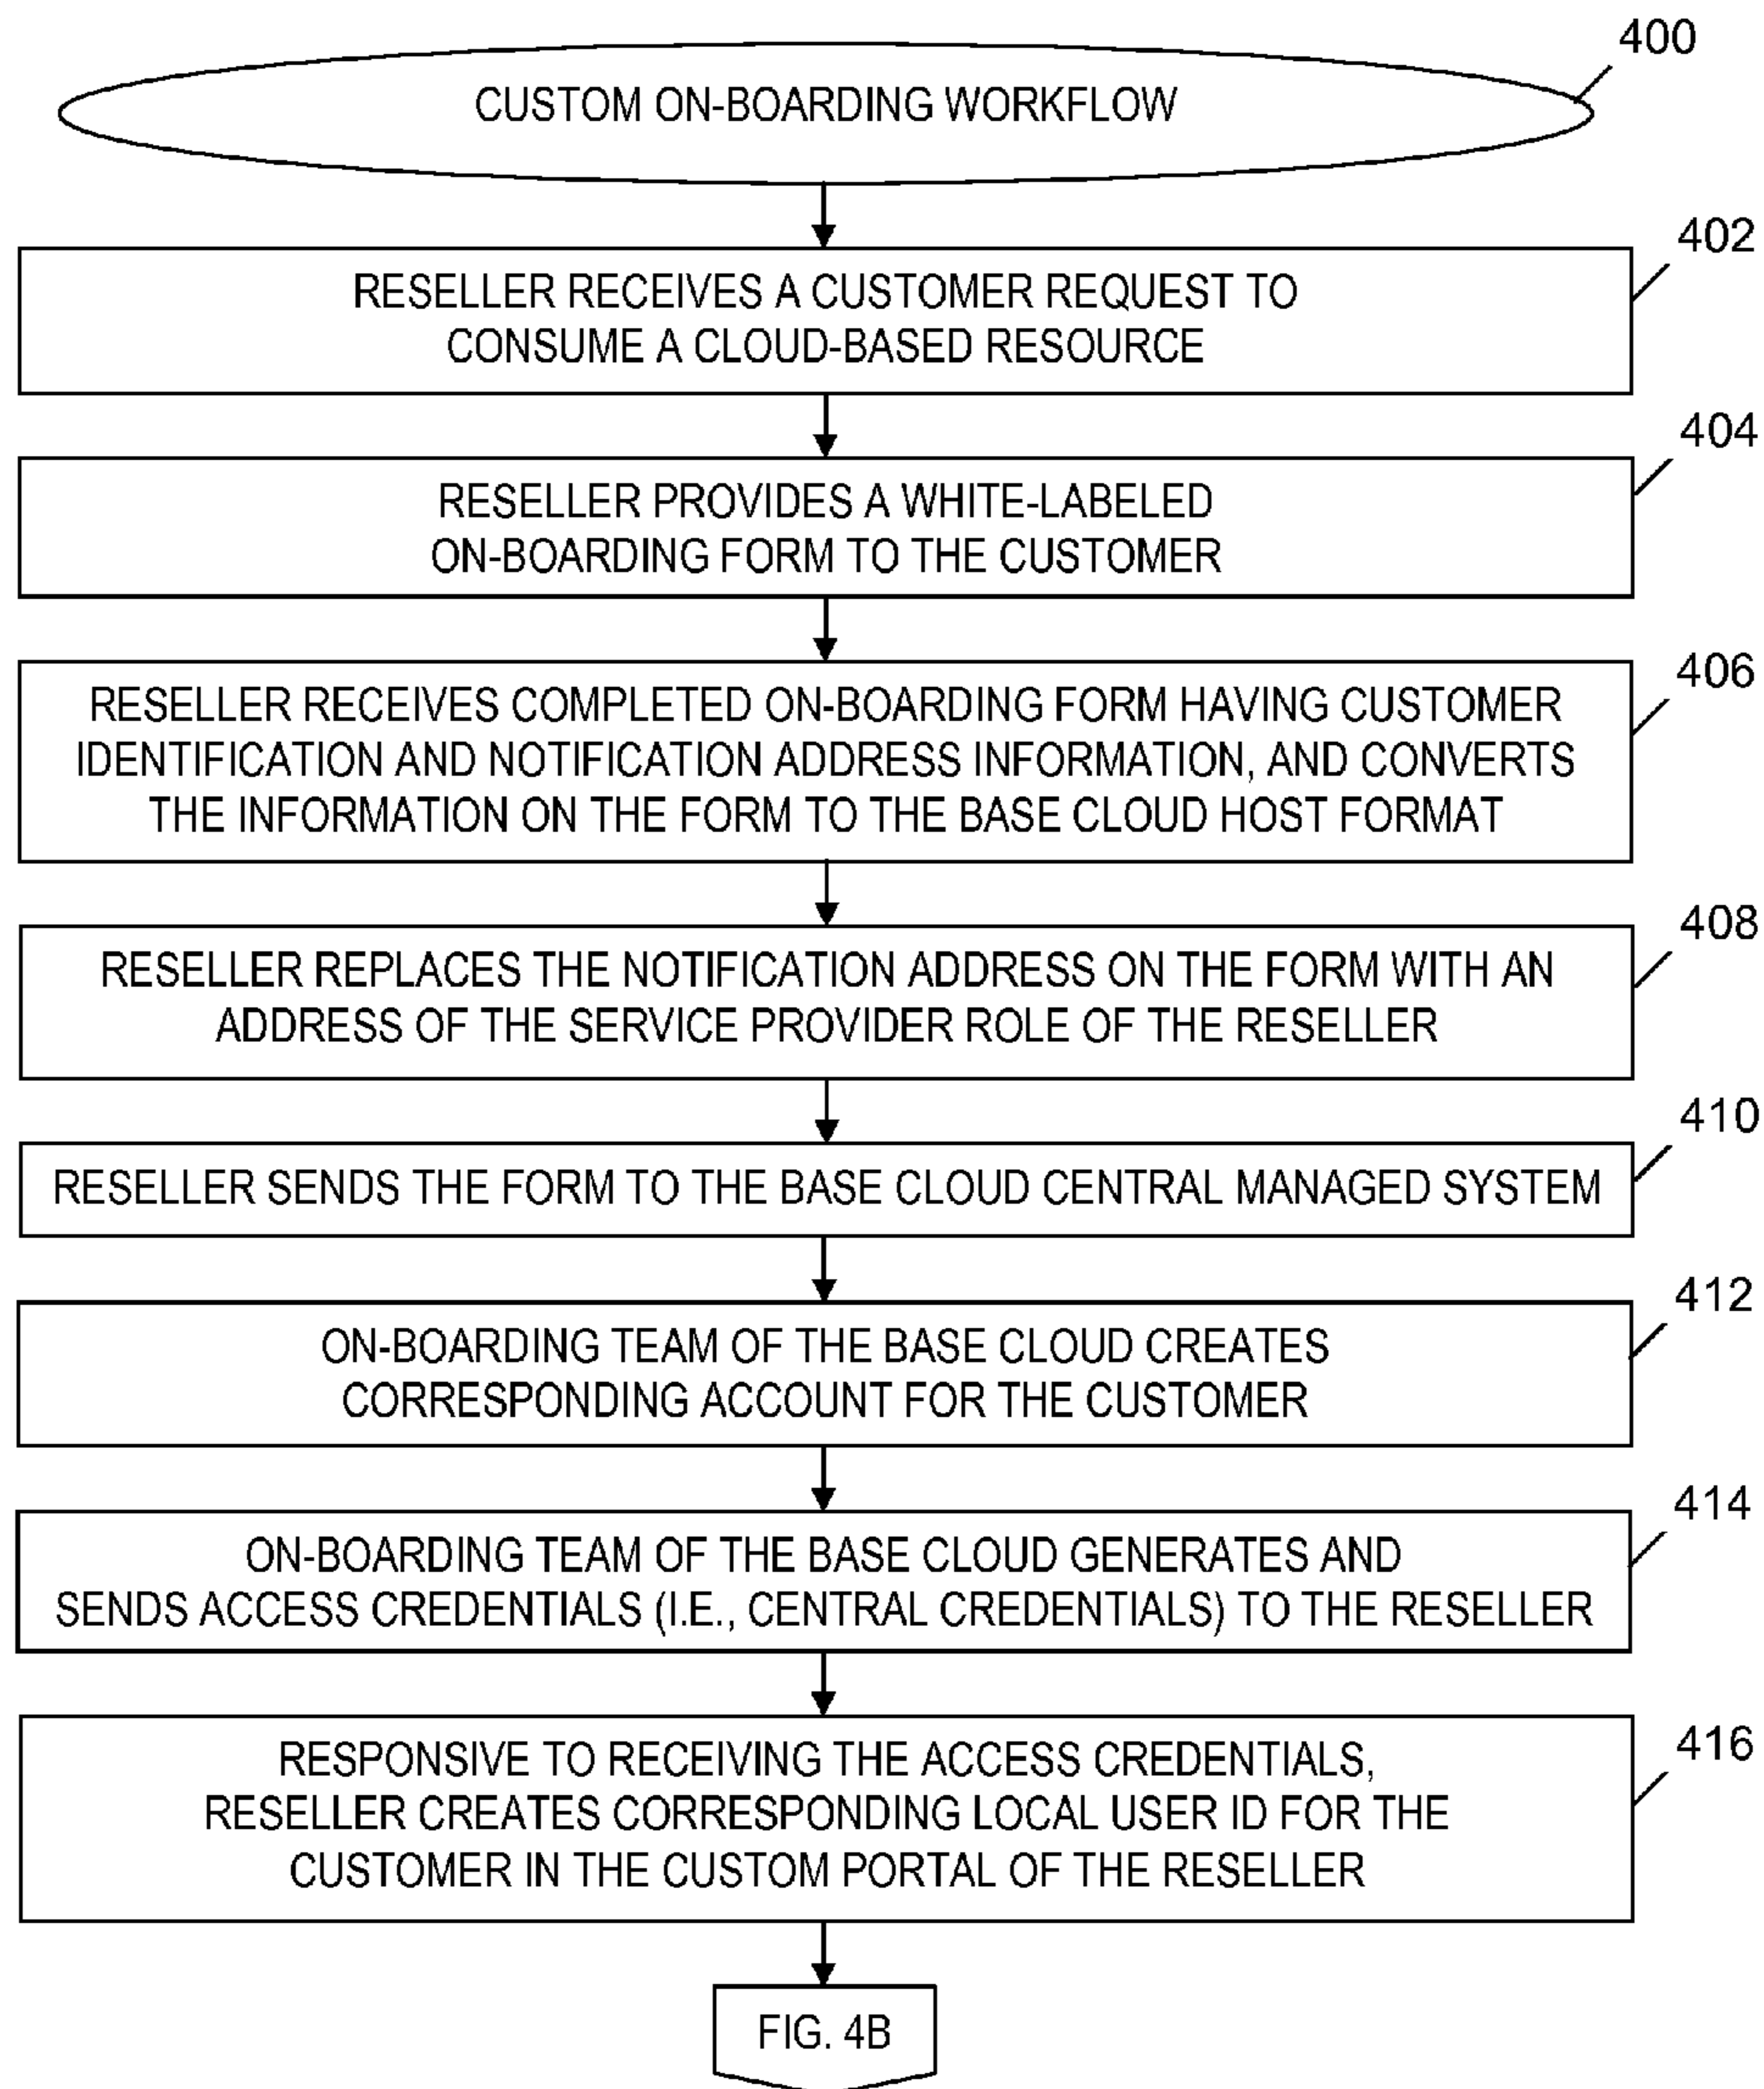 400
CUSTOM ON-BOARDING WORKFLOW
402
RESELLER RECEIVES A CUSTOMER REQUEST TO
CONSUME A CLOUD-BASED RESOURCE
404
RESELLER PROVIDES A WHITE-LABELED
ON-BOARDING FORM TO THE CUSTOMER
406
RESELLER RECEIVES COMPLETED ON-BOARDING FORM HAVING CUSTOMER
IDENTIFICATION AND NOTIFICATION ADDRESS INFORMATION, AND CONVERTS
THE INFORMATION ON THE FORM TO THE BASE CLOUD HOST FORMAT
408
RESELLER REPLACES THE NOTIFICATION ADDRESS ON THE FORM WITH AN
ADDRESS OF THE SERVICE PROVIDER ROLE OF THE RESELLER
410
RESELLER SENDS THE FORM TO THE BASE CLOUD CENTRAL MANAGED SYSTEM
412
ON-BOARDING TEAM OF THE BASE CLOUD CREATES
CORRESPONDING ACCOUNT FOR THE CUSTOMER
414
ON-BOARDING TEAM OF THE BASE CLOUD GENERATES AND
SENDS ACCESS CREDENTIALS (I.E., CENTRAL CREDENTIALS) TO THE RESELLER
416
RESPONSIVE TO RECEIVING THE ACCESS CREDENTIALS,
RESELLER CREATES CORRESPONDING LOCAL USER ID FOR THE
CUSTOMER IN THE CUSTOM PORTAL OF THE RESELLER
FIG. 4B